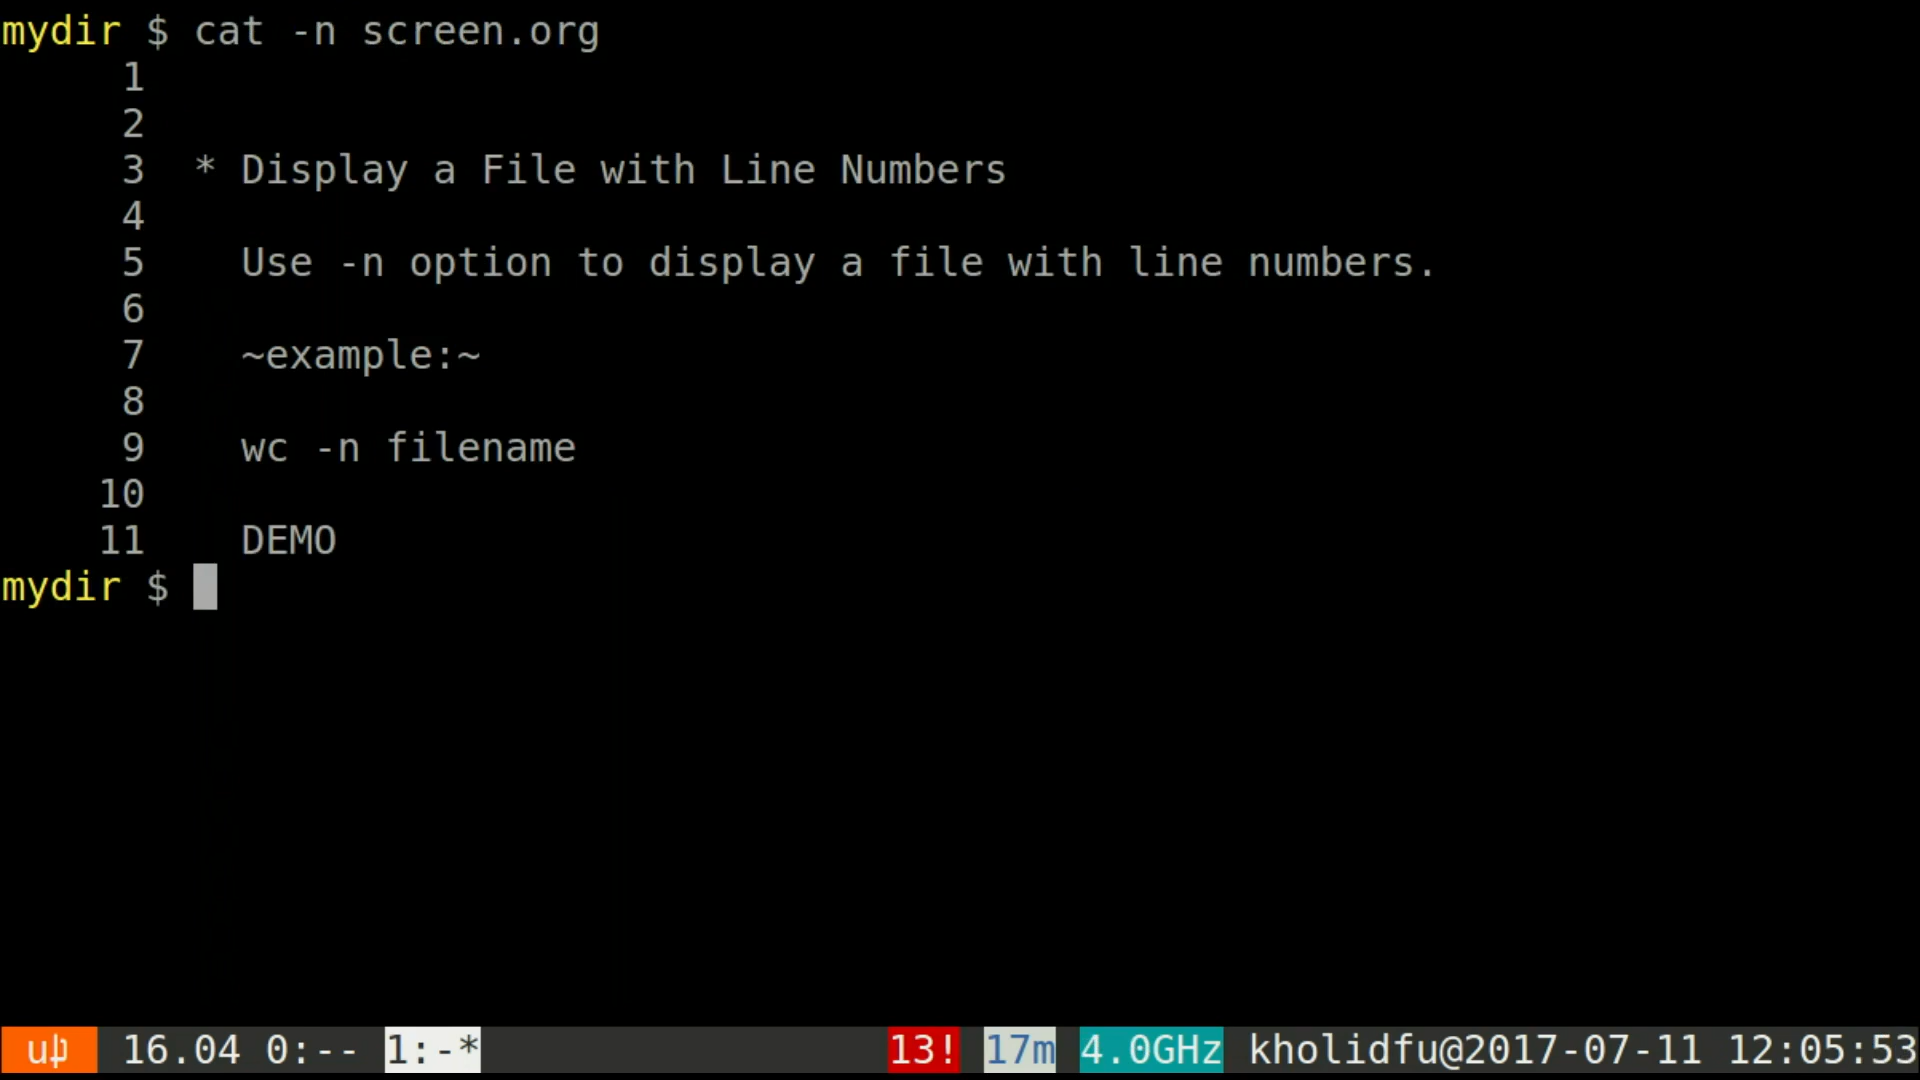 mydir $ cat -n screen.org
1
2
3 * Display a File with Line Numbers
4
5 Use -n option to display a file with line numbers.
6
7 ~example:~
8
9 wc -n filename
10
11 DEMO
mydir $
16.04 0:-- 1:-* 13! 17m 4.0GHz kholidfu@2017-07-11 12:05:53